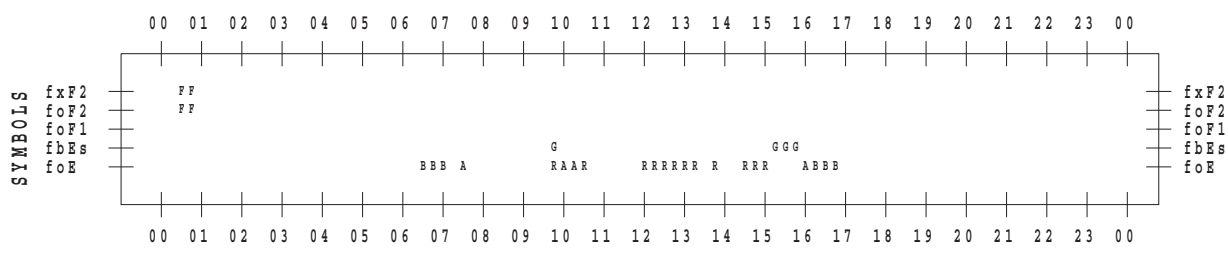 00 01 02 03 04 05 06 07 08 09 10 11 12 13 14 15 16 17 18 19 20 21 22 23 00
SYMBOLS
fxF2 FF fxF2
foF2 FF foF2
foF1 foF1
fbEs G GGG fbEs
foE BBB A RAAR RRRRRR R RRR ABBB foE
00 01 02 03 04 05 06 07 08 09 10 11 12 13 14 15 16 17 18 19 20 21 22 23 00